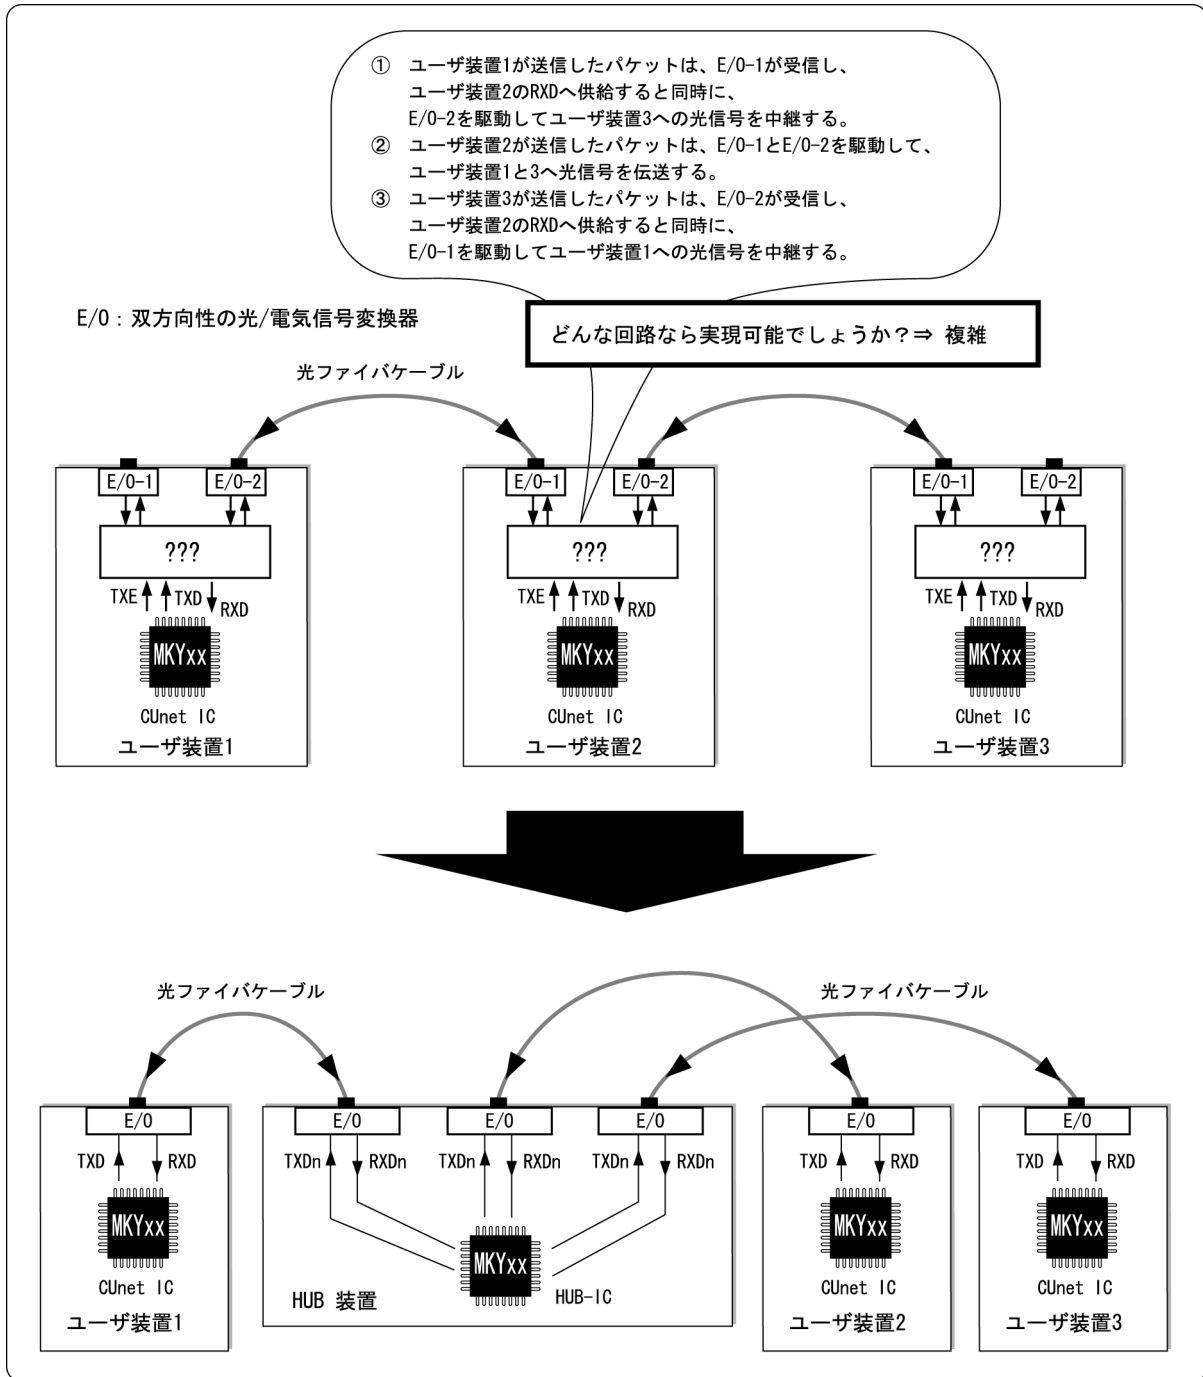 ① ユーザ装置1が送信したパケットは、E/O-1が受信し、
ユーザ装置2のRXDへ供給すると同時に、
E/O-2を駆動してユーザ装置3への光信号を中継する。
② ユーザ装置2が送信したパケットは、E/O-1とE/O-2を駆動して、
ユーザ装置1と3へ光信号を伝送する。
③ ユーザ装置3が送信したパケットは、E/O-2が受信し、
ユーザ装置2のRXDへ供給すると同時に、
E/O-1を駆動してユーザ装置1への光信号を中継する。
E/O：双方向性の光/電気信号変換器
どんな回路なら実現可能でしょうか？⇒ 複雑
光ファイバケーブル
E/O-1 E/O-2 E/O-1 E/O-2 E/O-1 E/O-2
??? ??? ???
TXE TXD RXD TXE TXD RXD TXE TXD RXD
MKYxx MKYxx MKYxx
CUnet IC CUnet IC CUnet IC
ユーザ装置1 ユーザ装置2 ユーザ装置3
光ファイバケーブル 光ファイバケーブル
E/O E/O E/O E/O E/O E/O
TXD RXD TXDn RXDn TXDn RXDn TXDn RXDn TXD RXD TXD RXD
MKYxx MKYxx MKYxx MKYxx
CUnet IC HUB-IC CUnet IC CUnet IC
ユーザ装置1 HUB 装置 ユーザ装置2 ユーザ装置3